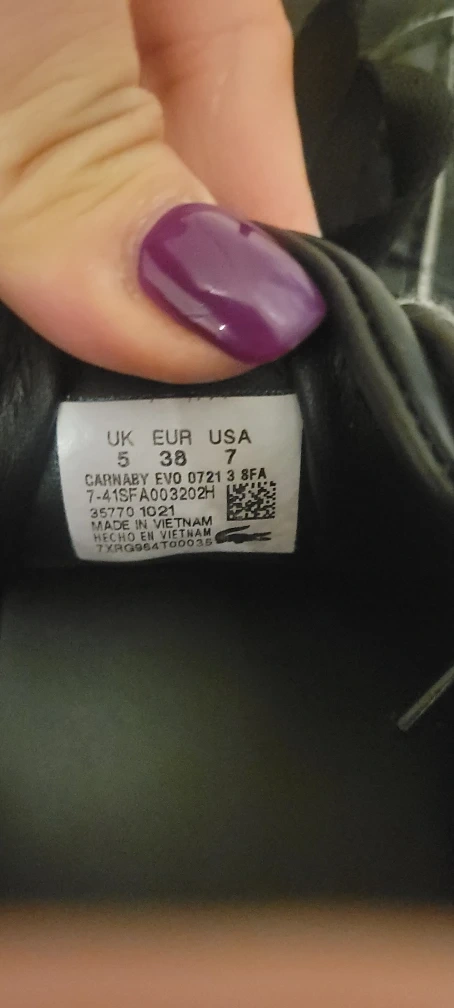 UK EUR USA
5 38 7
CARNABY EVO 0721 3 SFA
7-41SFA003202H
35770 1021
MADE IN VIETNAM
HECHO EN VIETNAM
7XRG964T00035